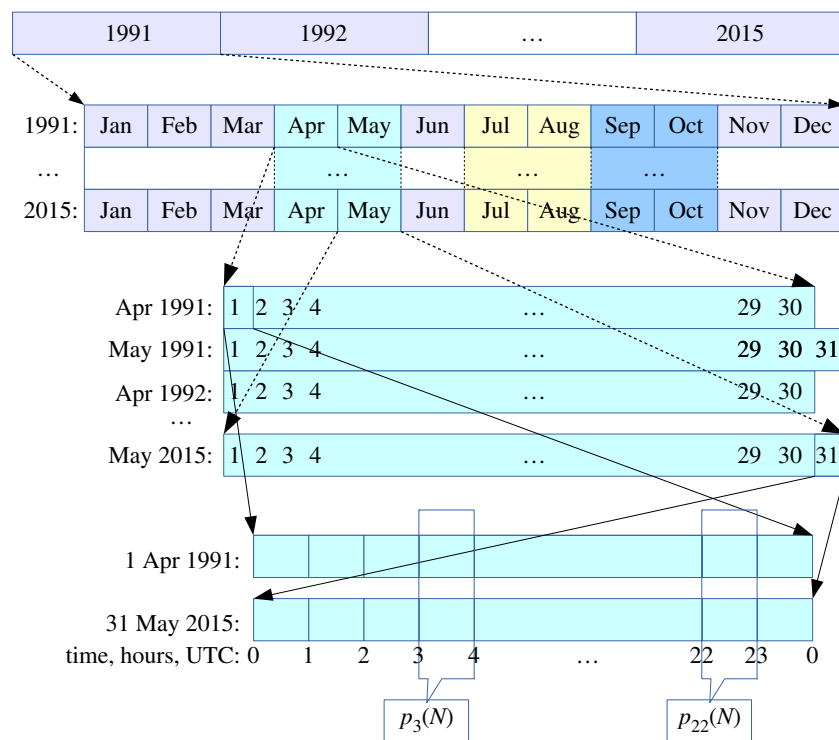 1991 1992 … 2015
1991: Jan Feb Mar Apr May Jun Jul Aug Sep Oct Nov Dec
… … … …
2015: Jan Feb Mar Apr May Jun Jul Aug Sep Oct Nov Dec
Apr 1991: 1 2 3 4 … 29 30
May 1991: 1 2 3 4 … 29 30 31
Apr 1992: 1 2 3 4 … 29 30
…
May 2015: 1 2 3 4 … 29 30 31
1 Apr 1991:
31 May 2015:
time, hours, UTC: 0 1 2 3 4 … 22 23 0
p₃(N) p₂₂(N)